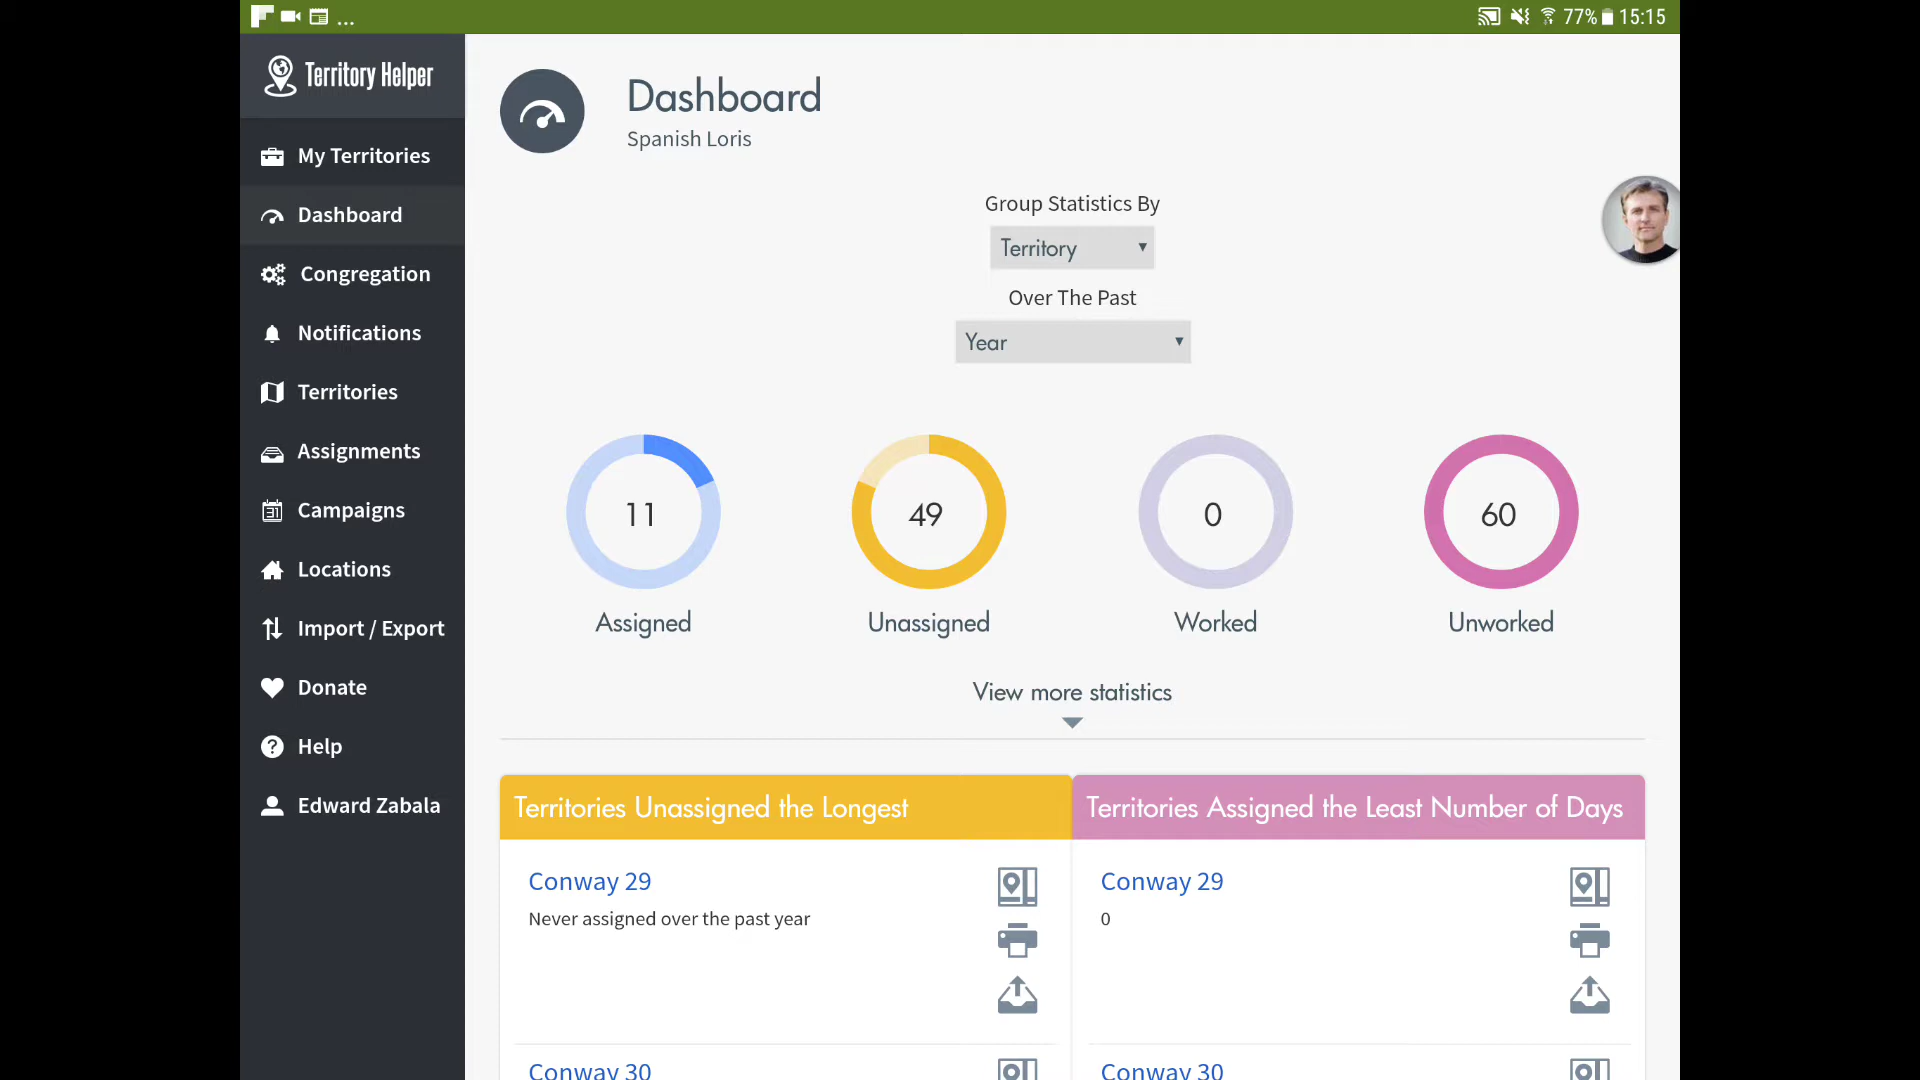 ...
77% 15:15
Territory Helper
My Territories
Dashboard
Congregation
Notifications
Territories
Assignments
31 Campaigns
Locations
Import / Export
Donate
? Help
Edward Zabala
Dashboard
Spanish Loris
Group Statistics By
Territory
Over The Past
Year
11 49 0 60
Assigned Unassigned Worked Unworked
View more statistics
Territories Unassigned the Longest
Conway 29
Never assigned over the past year
Conway 30
Territories Assigned the Least Number of Days
Conway 29
0
Conway 30